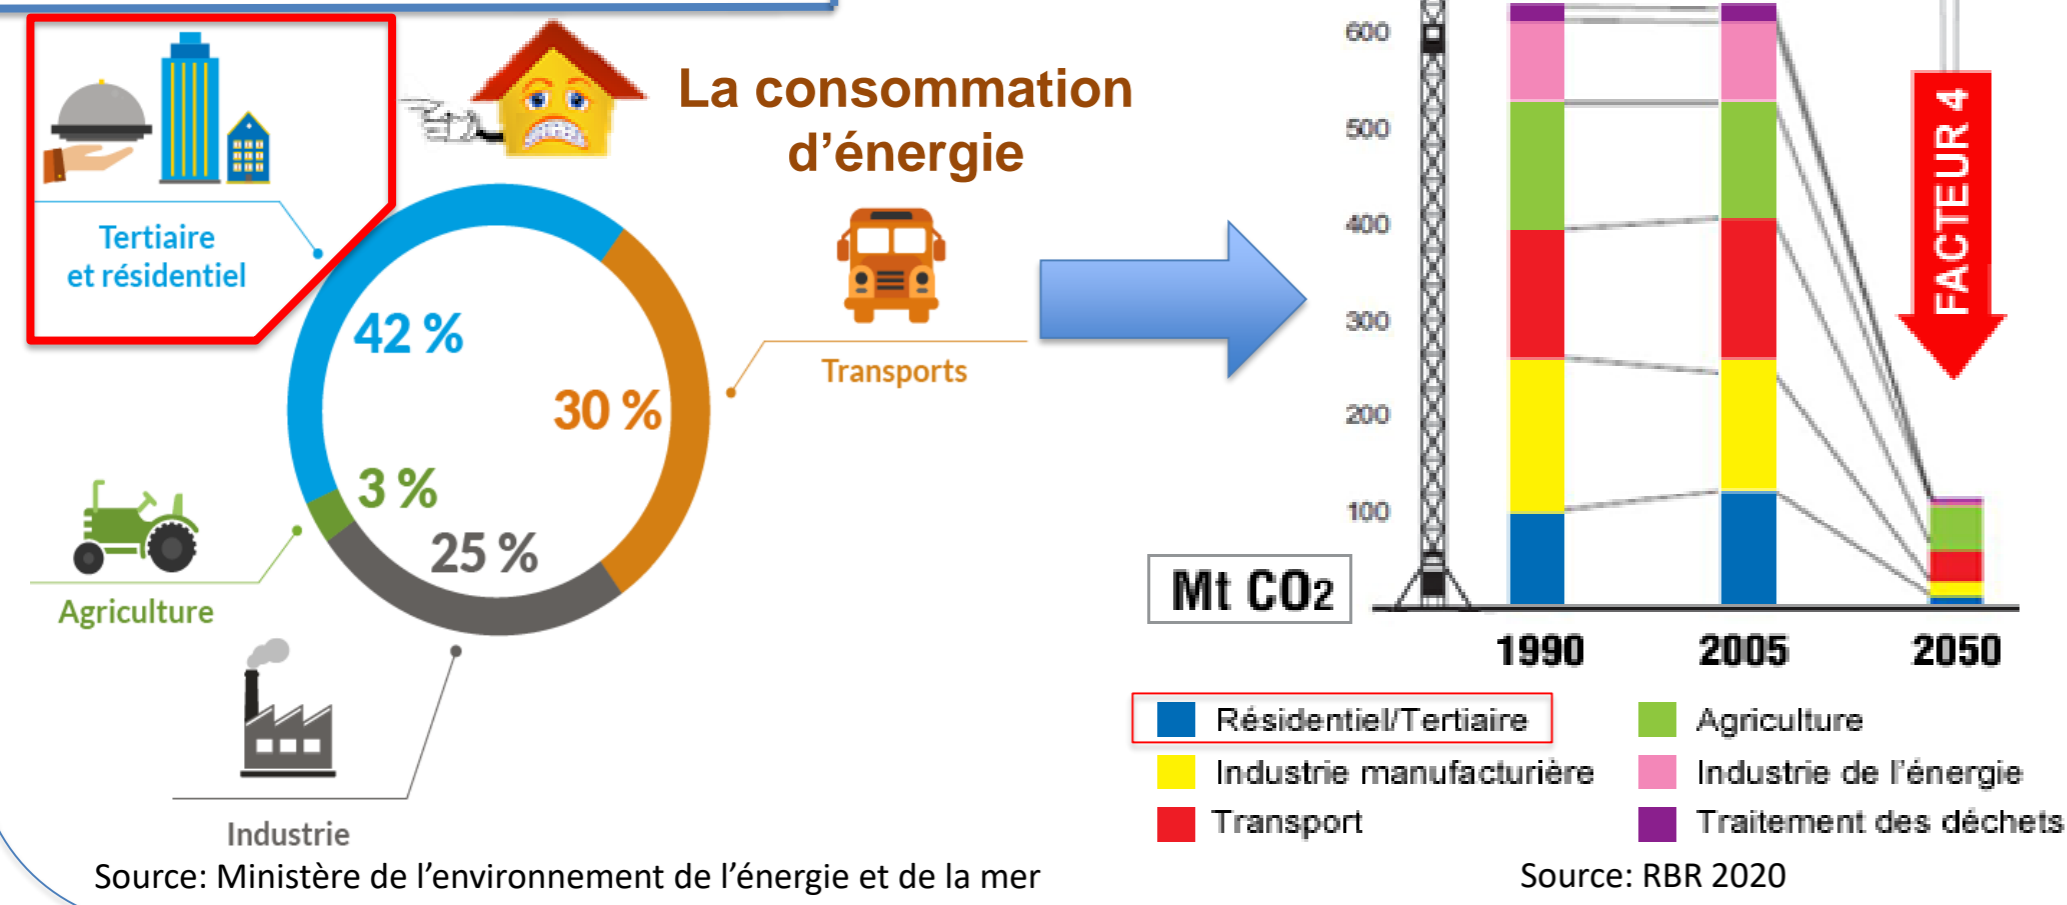 La consommation
d’énergie
Tertiaire
et résidentiel
42 %
30 %
3 %
25 %
Transports
Agriculture
Industrie
Source: Ministère de l’environnement de l’énergie et de la mer
600
500
400
300
200
100
FACTEUR 4
Mt CO2
1990 2005 2050
Résidentiel/Tertiaire Agriculture
Industrie manufacturière Industrie de l’énergie
Transport Traitement des déchets
Source: RBR 2020